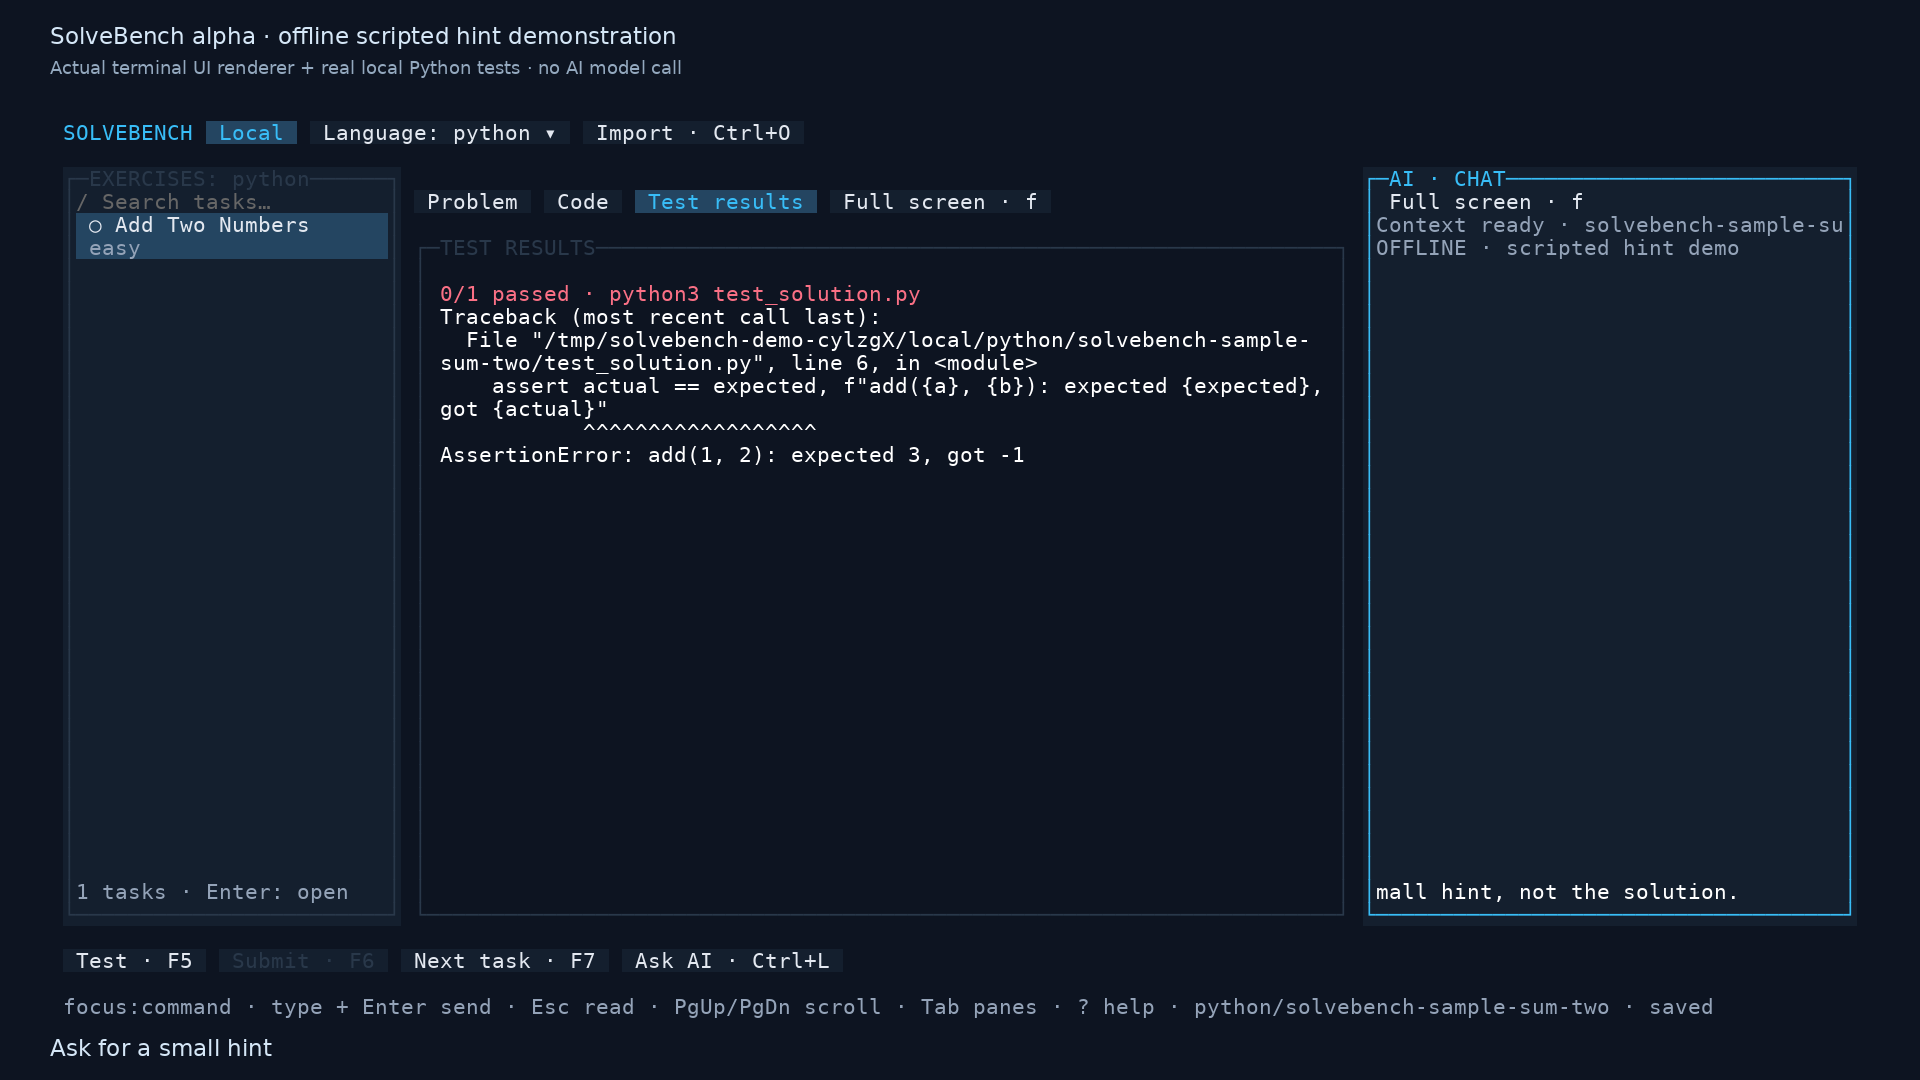 SolveBench alpha · offline scripted hint demonstration
Actual terminal UI renderer + real local Python tests · no AI model call
SOLVEBENCH Local Language: python ▾ Import · Ctrl+O
EXERCISES: python
/ Search tasks…
○ Add Two Numbers
easy
1 tasks · Enter: open
Problem Code Test results Full screen · f
TEST RESULTS
0/1 passed · python3 test_solution.py
Traceback (most recent call last):
  File "/tmp/solvebench-demo-cylzgX/local/python/solvebench-sample-
sum-two/test_solution.py", line 6, in <module>
    assert actual == expected, f"add({a}, {b}): expected {expected},
got {actual}"
           ^^^^^^^^^^^^^^^^^^
AssertionError: add(1, 2): expected 3, got -1
AI · CHAT
Full screen · f
Context ready · solvebench-sample-su
OFFLINE · scripted hint demo
mall hint, not the solution.
Test · F5 Submit · F6 Next task · F7 Ask AI · Ctrl+L
focus:command · type + Enter send · Esc read · PgUp/PgDn scroll · Tab panes · ? help · python/solvebench-sample-sum-two · saved
Ask for a small hint